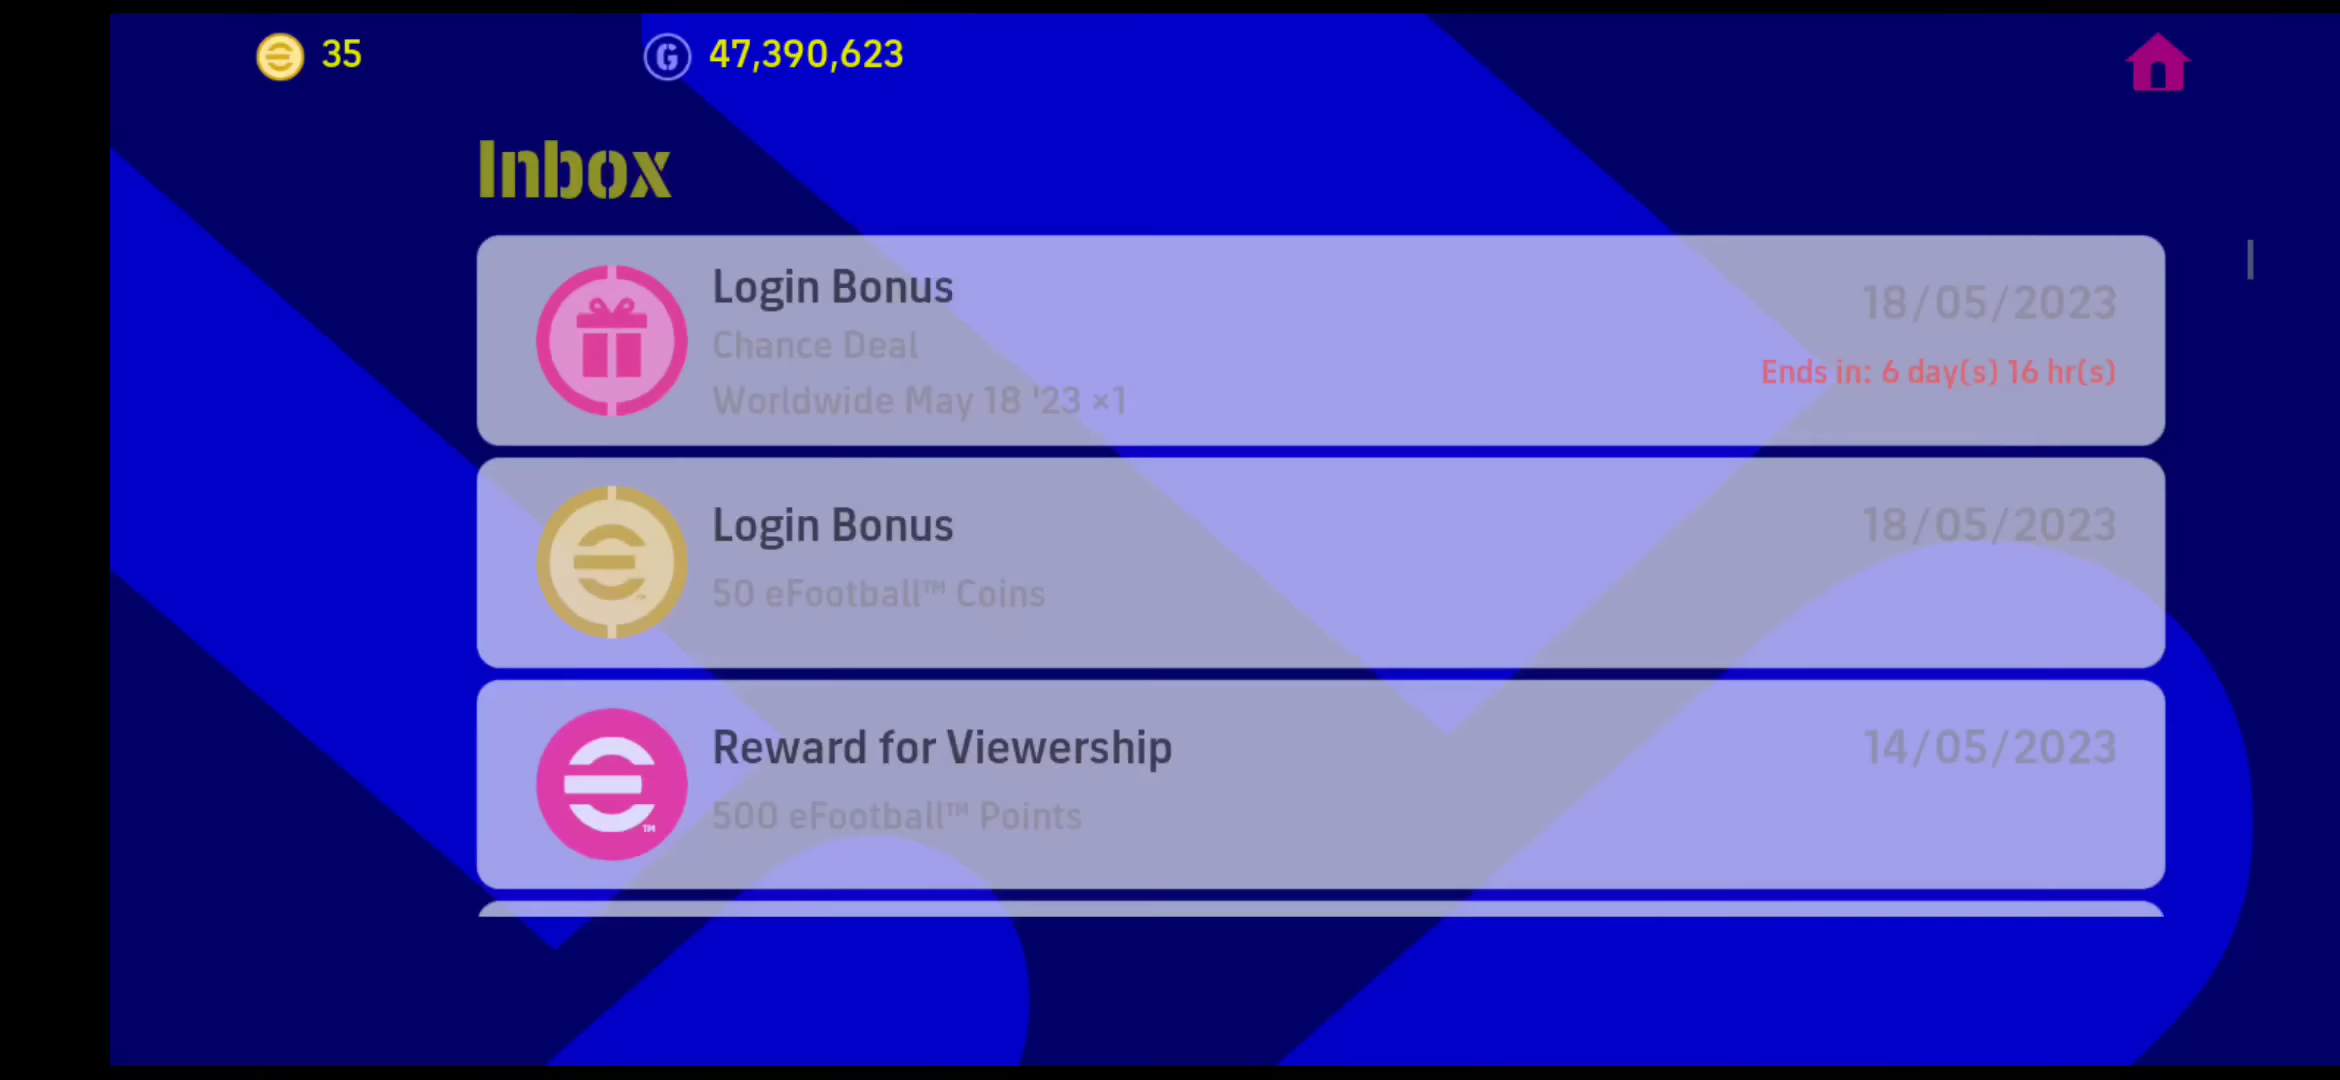 35
G 47,390,623
Inbox
Login Bonus
Chance Deal
Worldwide May 18 '23 ×1
18/05/2023
Ends in: 6 day(s) 16 hr(s)
Login Bonus
50 eFootball™ Coins
18/05/2023
Reward for Viewership
500 eFootball™ Points
14/05/2023